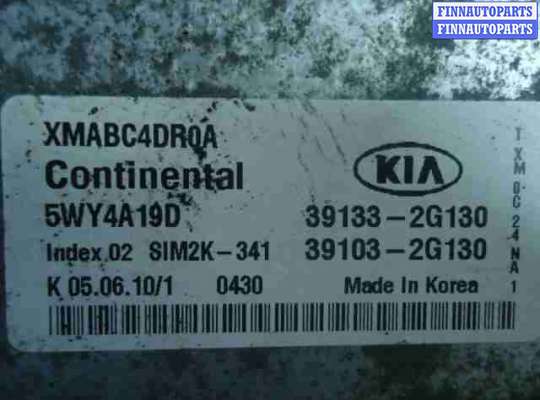 FINNAUTOPARTS
FINNAUTOPARTS
XMABC4DR0A
Continental
KIA
5WY4A19D 39133-2G130
Index 02 SIM2K-341 39103-2G130
K 05.06.10/1 0430 Made In Korea
TXM0C24NA1